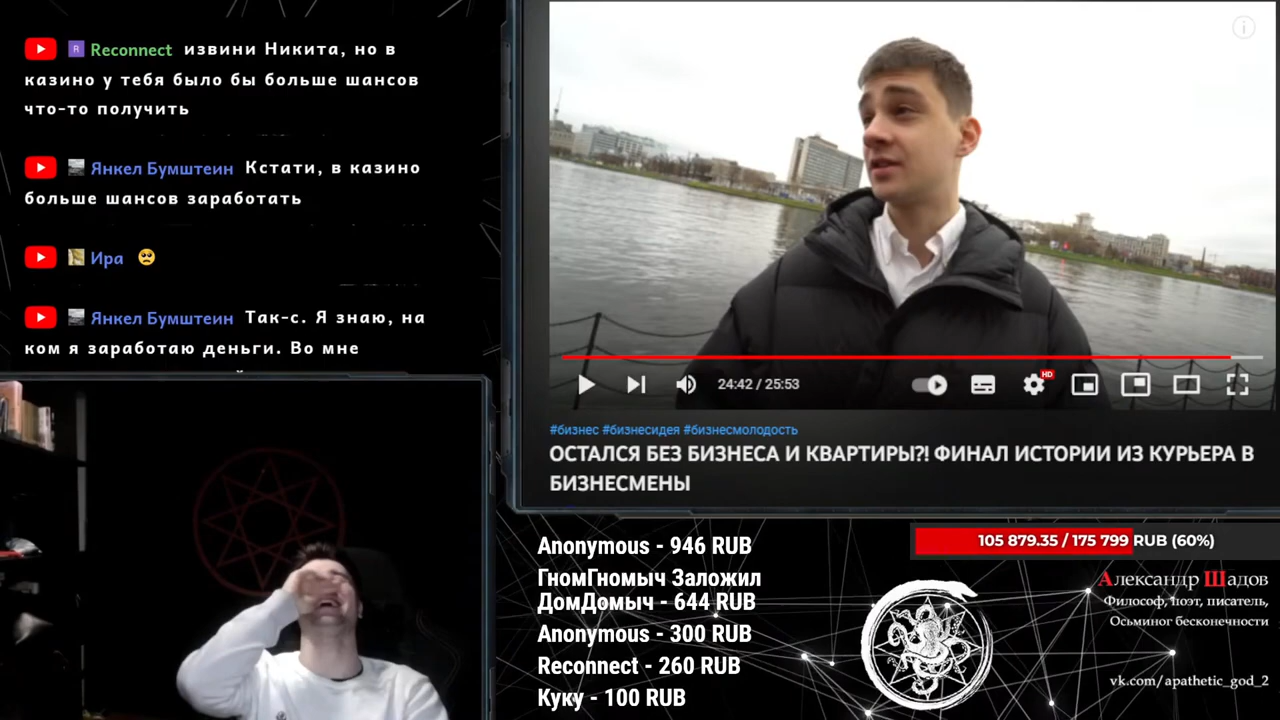 Reconnect извини Никита, но в
казино у тебя было бы больше шансов
что-то получить
Янкел Бумштеин Кстати, в казино
больше шансов заработать
Ира
Янкел Бумштеин Так-с. Я знаю, на
ком я заработаю деньги. Во мне
24:42 / 25:53
HD
#бизнес #бизнесидея #бизнесмолодость
ОСТАЛСЯ БЕЗ БИЗНЕСА И КВАРТИРЫ?! ФИНАЛ ИСТОРИИ ИЗ КУРЬЕРА В
БИЗНЕСМЕНЫ
Anonymous - 946 RUB
ГномГномыч Заложил
ДомДомыч - 644 RUB
Anonymous - 300 RUB
Reconnect - 260 RUB
Куку - 100 RUB
105 879.35 / 175 799 RUB (60%)
Александр Шадов
Философ, поэт, писатель,
Осьминог бесконечности
vk.com/apathetic_god_2